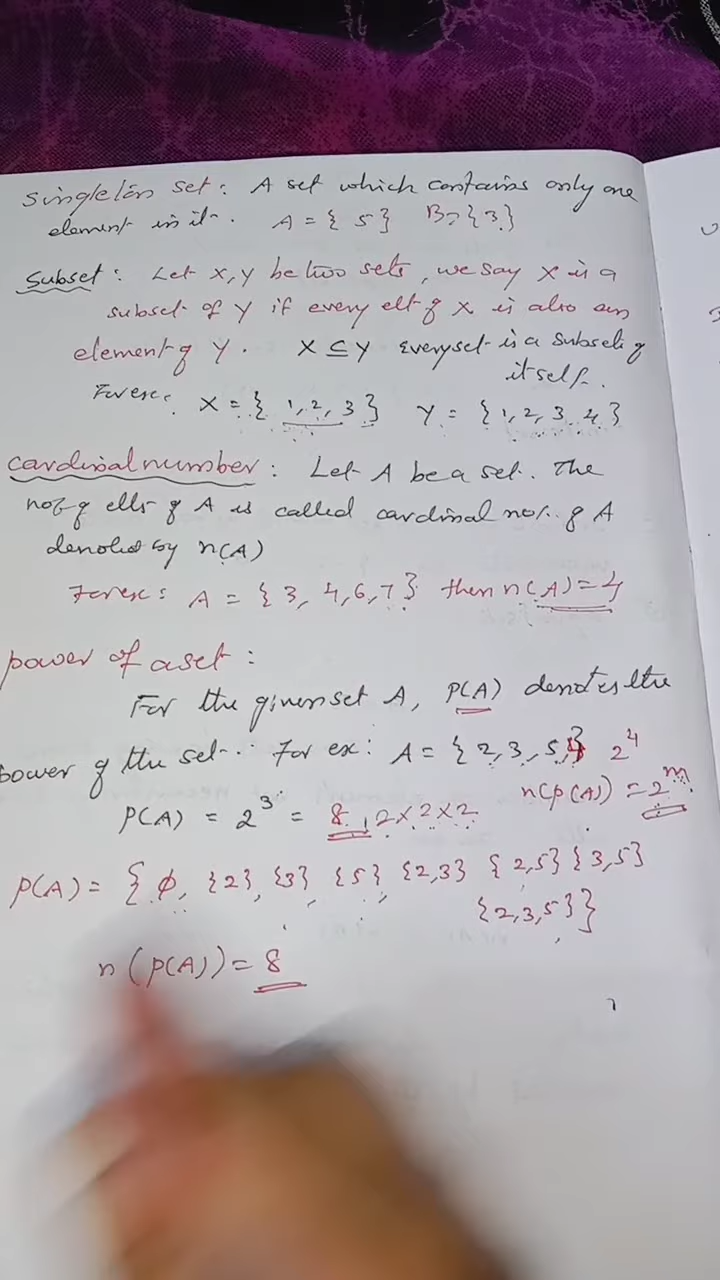 Singleton set: A set which contains only one
element in it. A = { 5 } B = { 3 }
Subset: Let x, y be two sets, we say x is a
subset of Y if every elt of x is also an
element of Y. X ⊆ Y Every set is a subset of
itself.
For ex: X = { 1, 2, 3 } Y = { 1, 2, 3, 4 }
cardinal number: Let A be a set. The
no. of elts of A is called cardinal no. of A
denoted by n(A)
For ex: A = { 3, 4, 6, 7 } then n(A) = 4
power of a set:
For the given set A, P(A) denotes the
power of the set. For ex: A = { 2, 3, 5, } 2⁴
P(A) = 2³ = 8, 2×2×2 n(p(A)) = 2ᵐ
P(A) = { ϕ, {2}, {3} {5} {2,3} {2,5} {3,5}
{2,3,5} }
n (P(A)) = 8